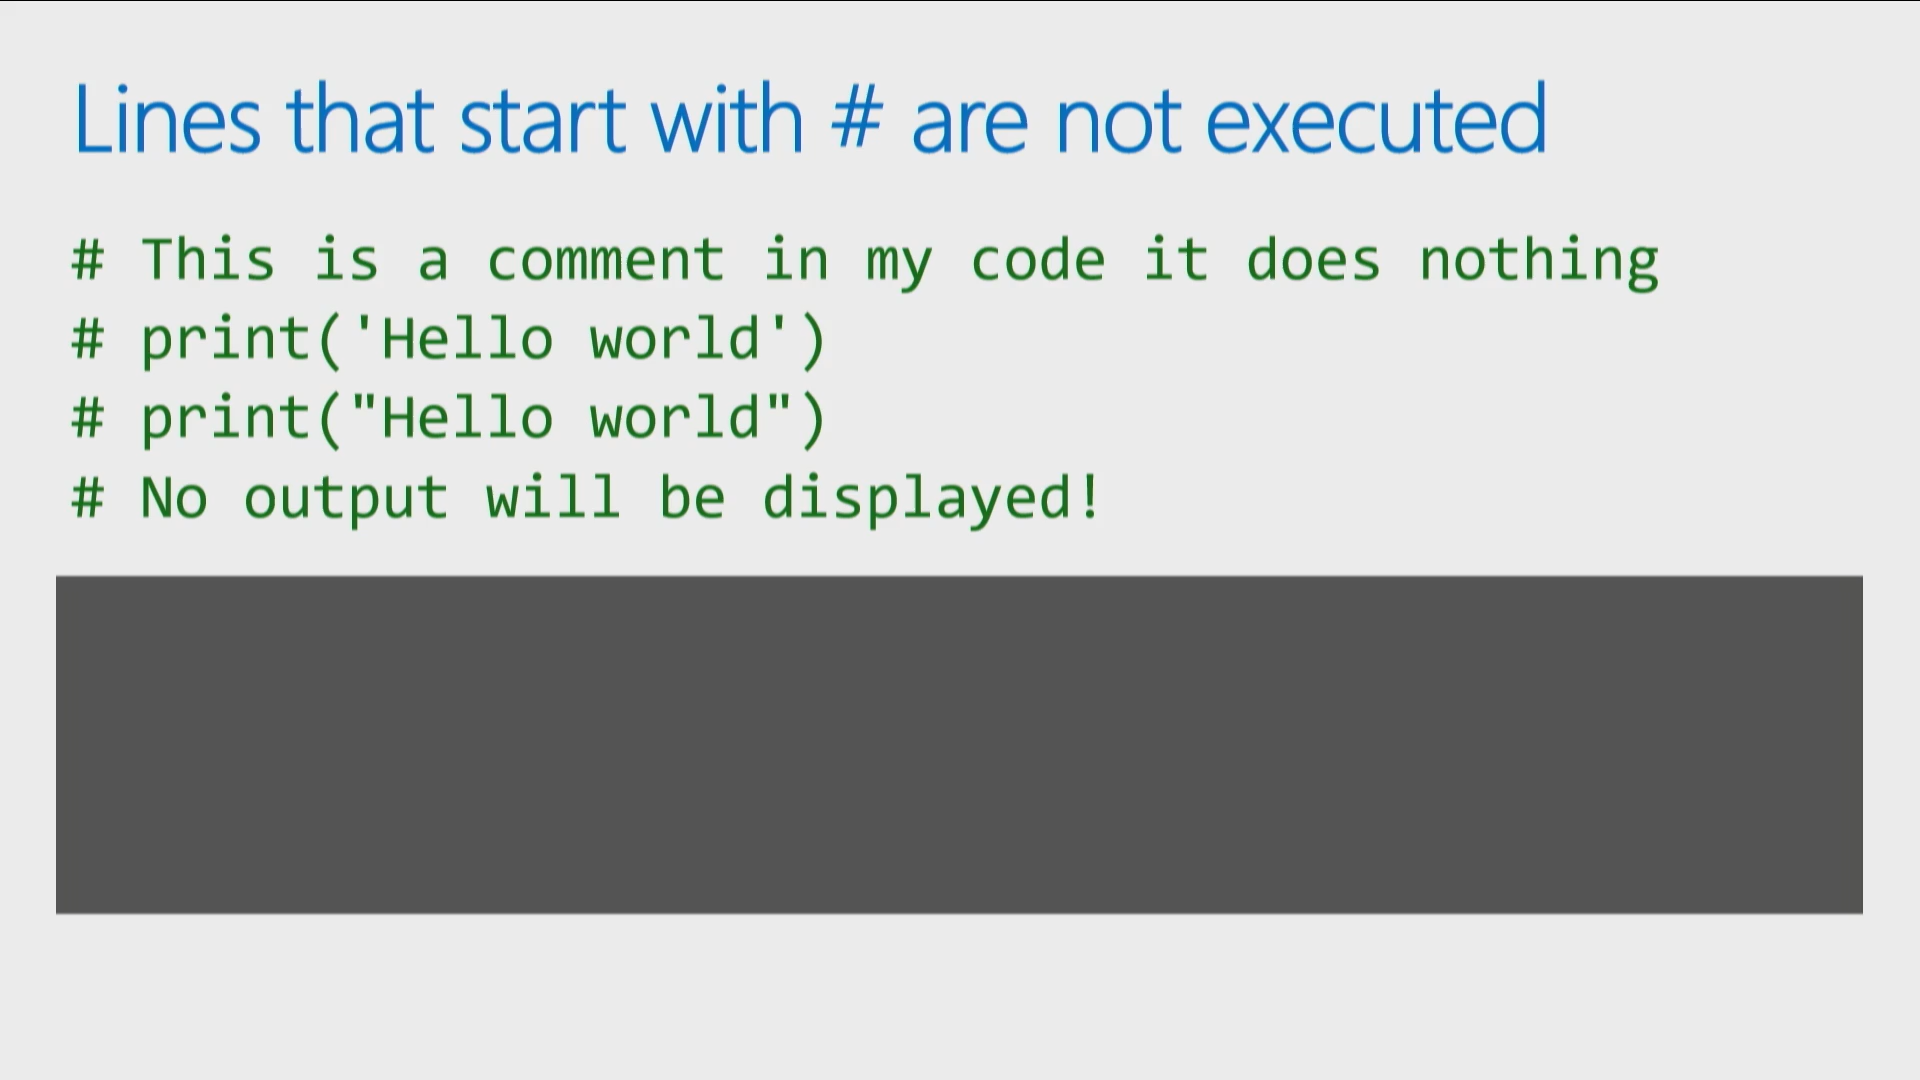 Lines that start with # are not executed
# This is a comment in my code it does nothing
# print('Hello world')
# print("Hello world")
# No output will be displayed!